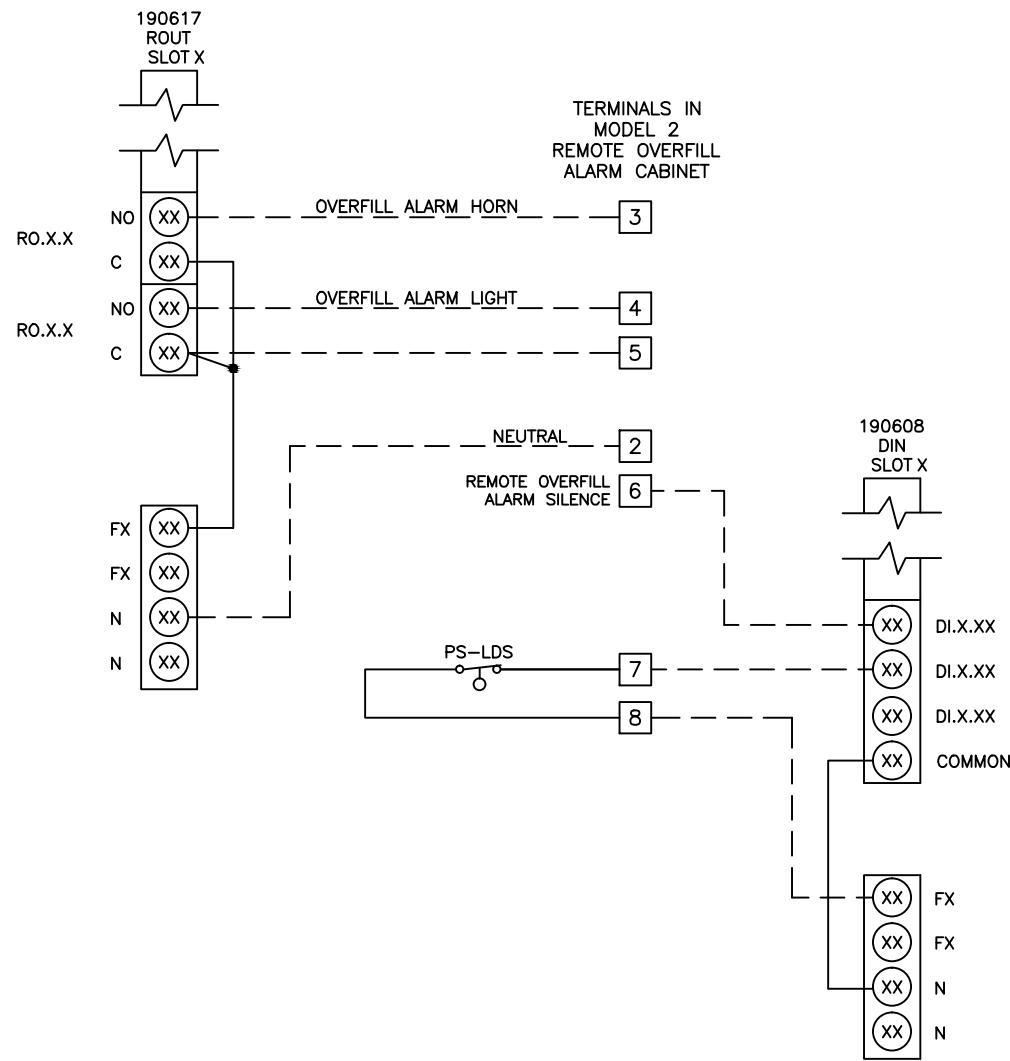 190617
ROUT
SLOT X
TERMINALS IN
MODEL 2
REMOTE OVERFILL
ALARM CABINET
RO.X.X
NO
XX
OVERFILL ALARM HORN
3
C
XX
RO.X.X
NO
XX
OVERFILL ALARM LIGHT
4
C
XX
5
NEUTRAL
2
REMOTE OVERFILL
ALARM SILENCE
6
FX
XX
FX
XX
N
XX
N
XX
PS-LDS
7
8
190608
DIN
SLOT X
XX
DI.X.XX
XX
DI.X.XX
XX
DI.X.XX
XX
COMMON
XX
FX
XX
FX
XX
N
XX
N